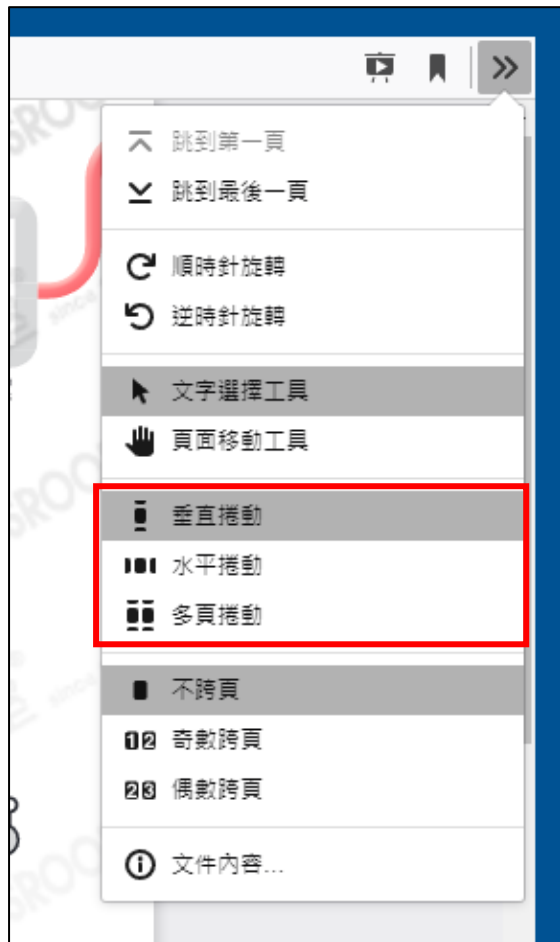 跳到第一頁
跳到最後一頁
順時針旋轉
逆時針旋轉
文字選擇工具
頁面移動工具
垂直捲動
水平捲動
多頁捲動
不跨頁
12 奇數跨頁
23 偶數跨頁
文件內容...